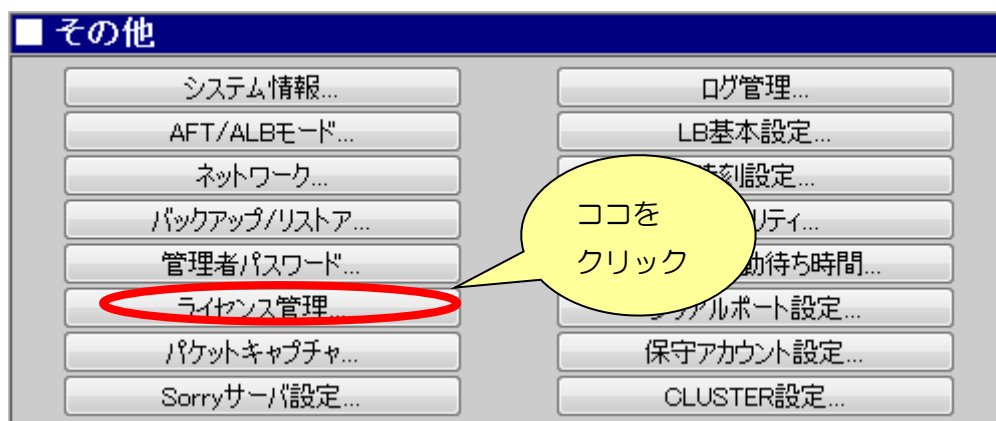 ■ その他
システム情報...
ログ管理...
AFT/ALBモード...
LB基本設定...
ネットワーク...
刻設定...
バックアップ/リストア...
リティ...
管理者パスワード...
動待ち時間...
ライセンス管理...
リアルポート設定...
パケットキャプチャ...
保守アカウント設定...
Sorryサーバ設定...
CLUSTER設定...
ココを
クリック